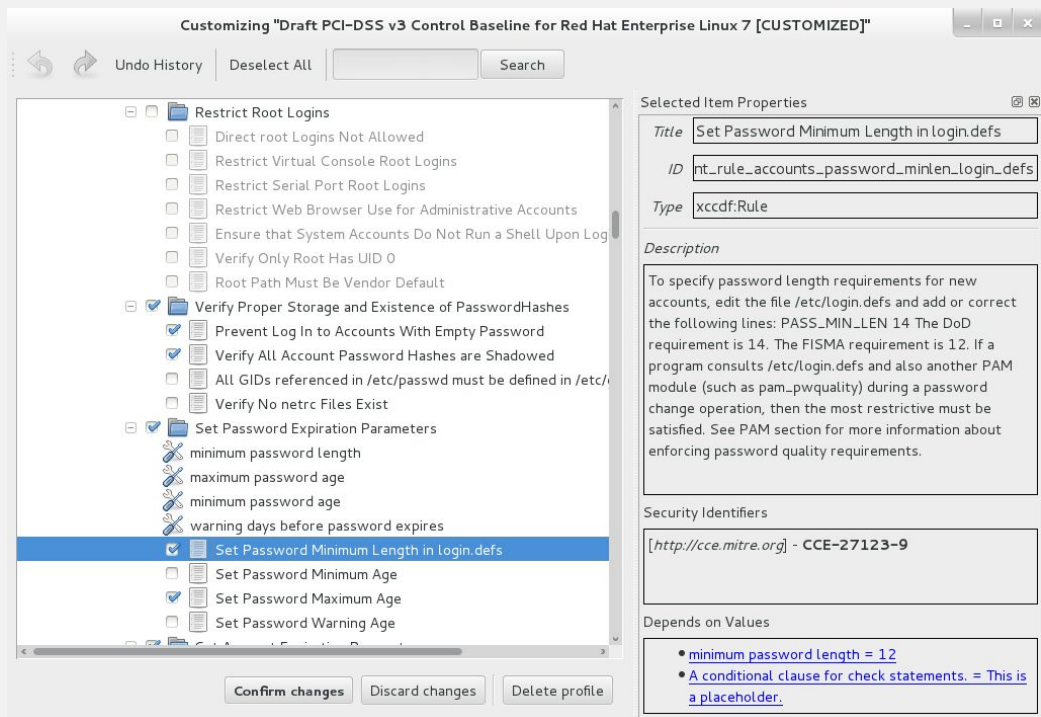 Customizing "Draft PCI-DSS v3 Control Baseline for Red Hat Enterprise Linux 7 [CUSTOMIZED]"
Undo History
Deselect All
Search
Restrict Root Logins
Direct root Logins Not Allowed
Restrict Virtual Console Root Logins
Restrict Serial Port Root Logins
Restrict Web Browser Use for Administrative Accounts
Ensure that System Accounts Do Not Run a Shell Upon Log
Verify Only Root Has UID 0
Root Path Must Be Vendor Default
Verify Proper Storage and Existence of PasswordHashes
Prevent Log In to Accounts With Empty Password
Verify All Account Password Hashes are Shadowed
All GIDs referenced in /etc/passwd must be defined in /etc/
Verify No netrc Files Exist
Set Password Expiration Parameters
minimum password length
maximum password age
minimum password age
warning days before password expires
Set Password Minimum Length in login.defs
Set Password Minimum Age
Set Password Maximum Age
Set Password Warning Age
Confirm changes
Discard changes
Delete profile
Selected Item Properties
Title Set Password Minimum Length in login.defs
ID nt_rule_accounts_password_minlen_login_defs
Type xccdf:Rule
Description
To specify password length requirements for new
accounts, edit the file /etc/login.defs and add or correct
the following lines: PASS_MIN_LEN 14 The DoD
requirement is 14. The FISMA requirement is 12. If a
program consults /etc/login.defs and also another PAM
module (such as pam_pwquality) during a password
change operation, then the most restrictive must be
satisfied. See PAM section for more information about
enforcing password quality requirements.
Security Identifiers
[http://cce.mitre.org] - CCE-27123-9
Depends on Values
minimum password length = 12
A conditional clause for check statements. = This is
a placeholder.